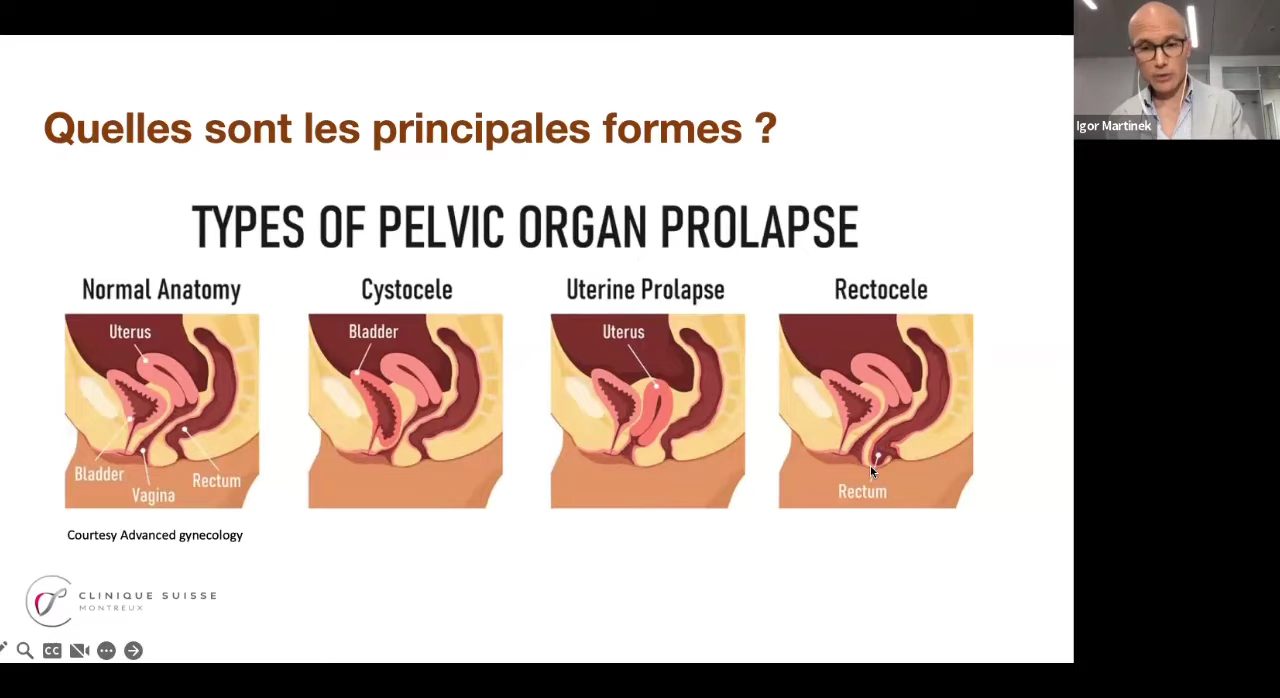 Quelles sont les principales formes ?
TYPES OF PELVIC ORGAN PROLAPSE
Normal Anatomy
Cystocele
Uterine Prolapse
Rectocele
Uterus
Bladder
Uterus
Bladder
Vagina
Rectum
Rectum
Courtesy Advanced gynecology
CLINIQUE SUISSE
MONTREUX
CC
Igor Martinek